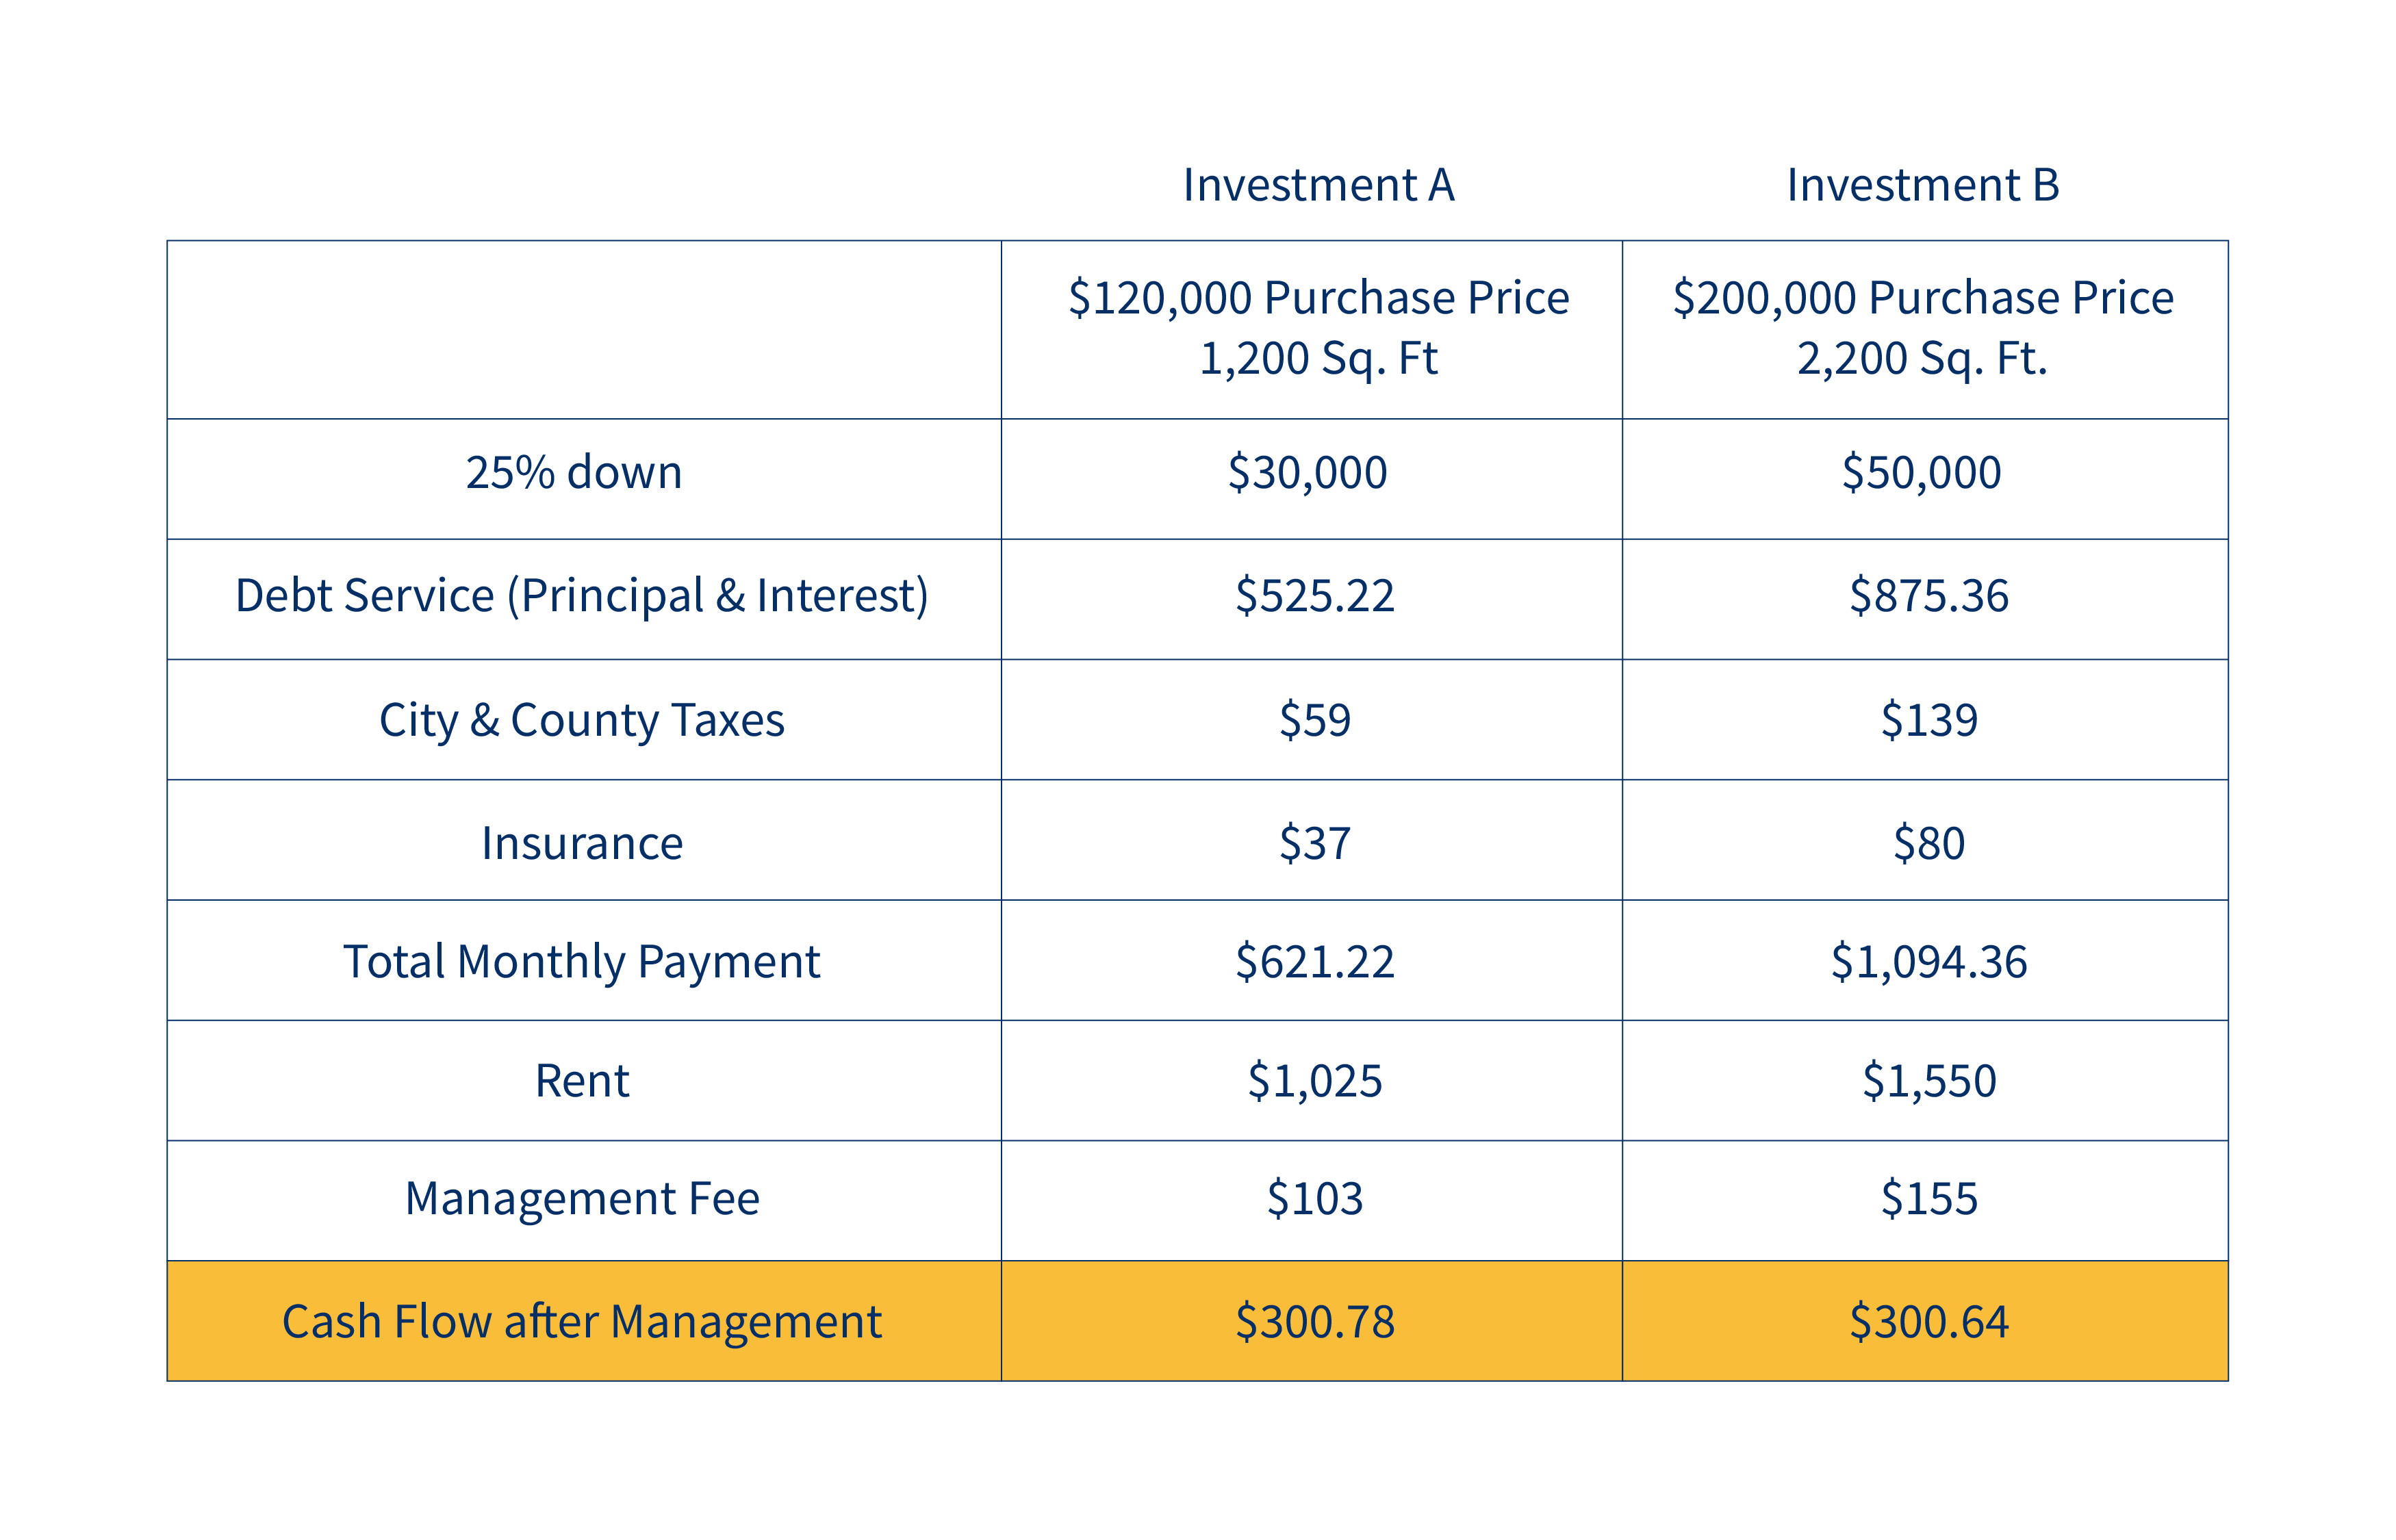 Investment A Investment B
$120,000 Purchase Price $200,000 Purchase Price
1,200 Sq. Ft 2,200 Sq. Ft.
25% down $30,000 $50,000
Debt Service (Principal & Interest) $525.22 $875.36
City & County Taxes $59 $139
Insurance $37 $80
Total Monthly Payment $621.22 $1,094.36
Rent $1,025 $1,550
Management Fee $103 $155
Cash Flow after Management $300.78 $300.64